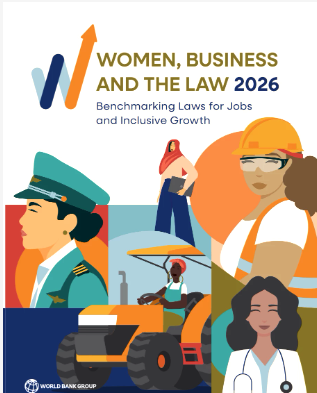 WOMEN, BUSINESS
AND THE LAW 2026
Benchmarking Laws for Jobs
and Inclusive Growth
WORLD BANK GROUP